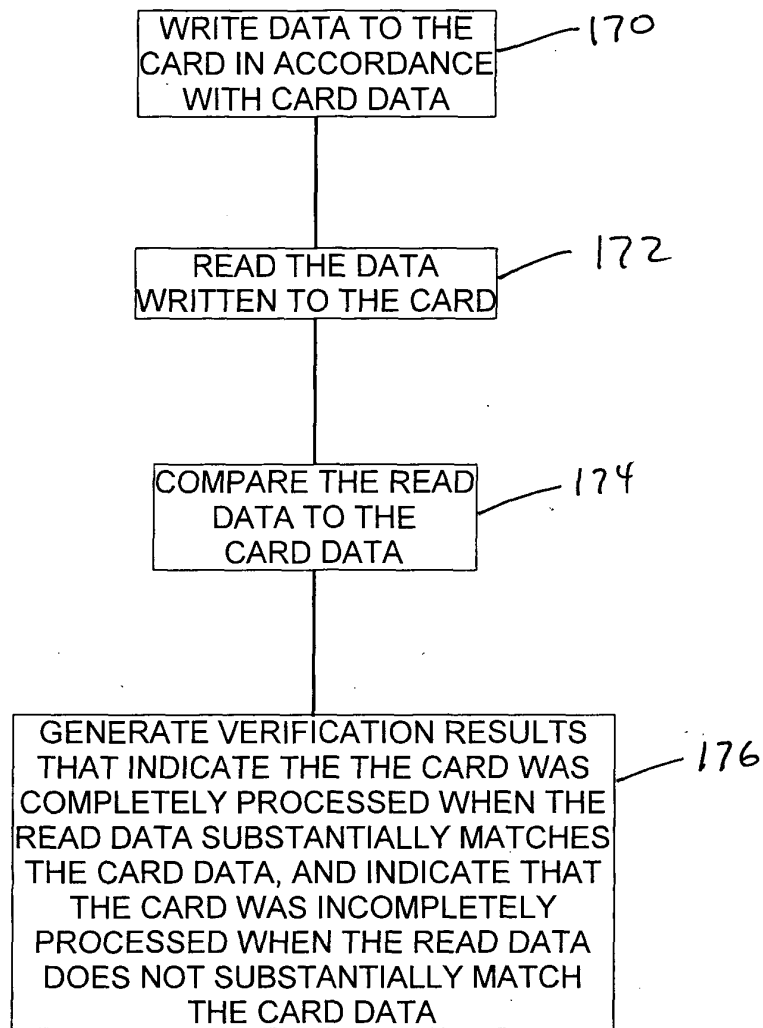 WRITE DATA TO THE
CARD IN ACCORDANCE
WITH CARD DATA
170
READ THE DATA
WRITTEN TO THE CARD
172
COMPARE THE READ
DATA TO THE
CARD DATA
174
GENERATE VERIFICATION RESULTS
THAT INDICATE THE THE CARD WAS
COMPLETELY PROCESSED WHEN THE
READ DATA SUBSTANTIALLY MATCHES
THE CARD DATA, AND INDICATE THAT
THE CARD WAS INCOMPLETELY
PROCESSED WHEN THE READ DATA
DOES NOT SUBSTANTIALLY MATCH
THE CARD DATA
176